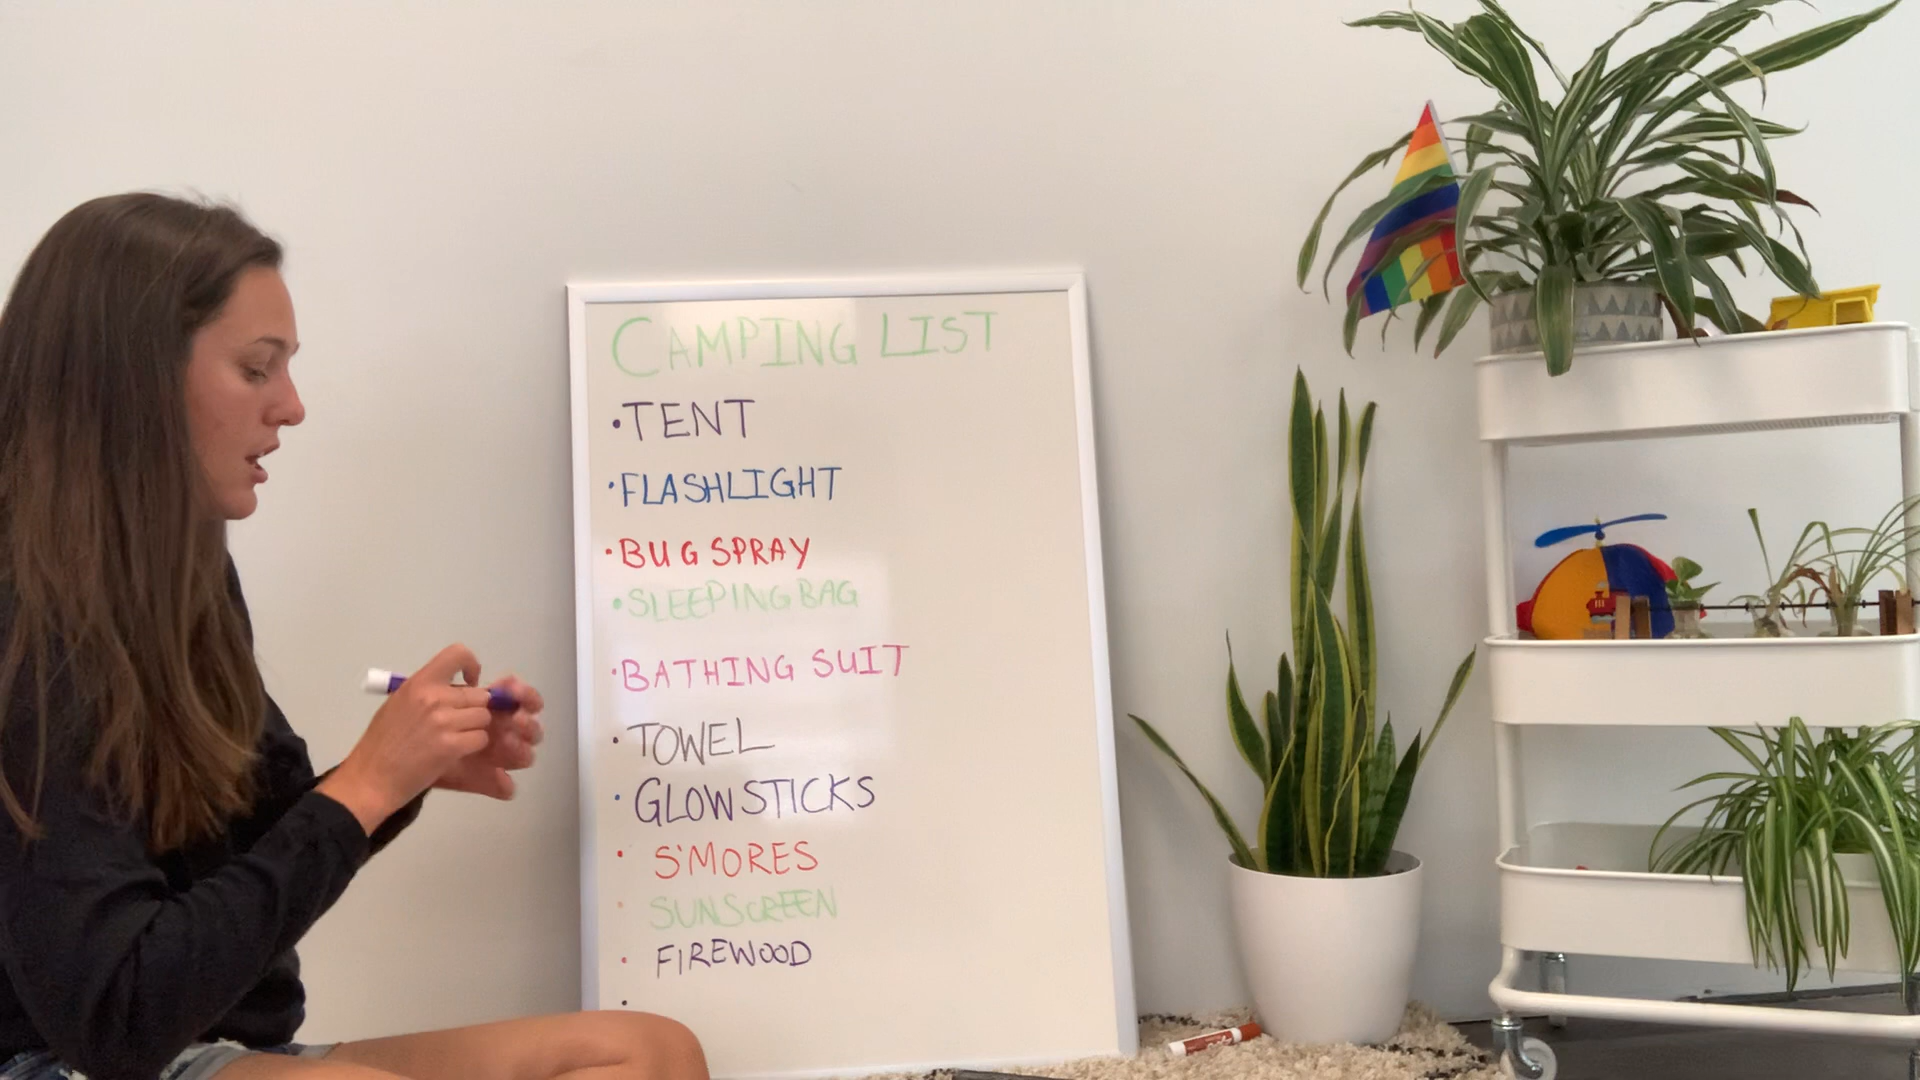 CAMPING LIST
• TENT
• FLASHLIGHT
• BUG SPRAY
• SLEEPING BAG
• BATHING SUIT
• TOWEL
• GLOWSTICKS
• S'MORES
• SUNSCREEN
• FIREWOOD
•